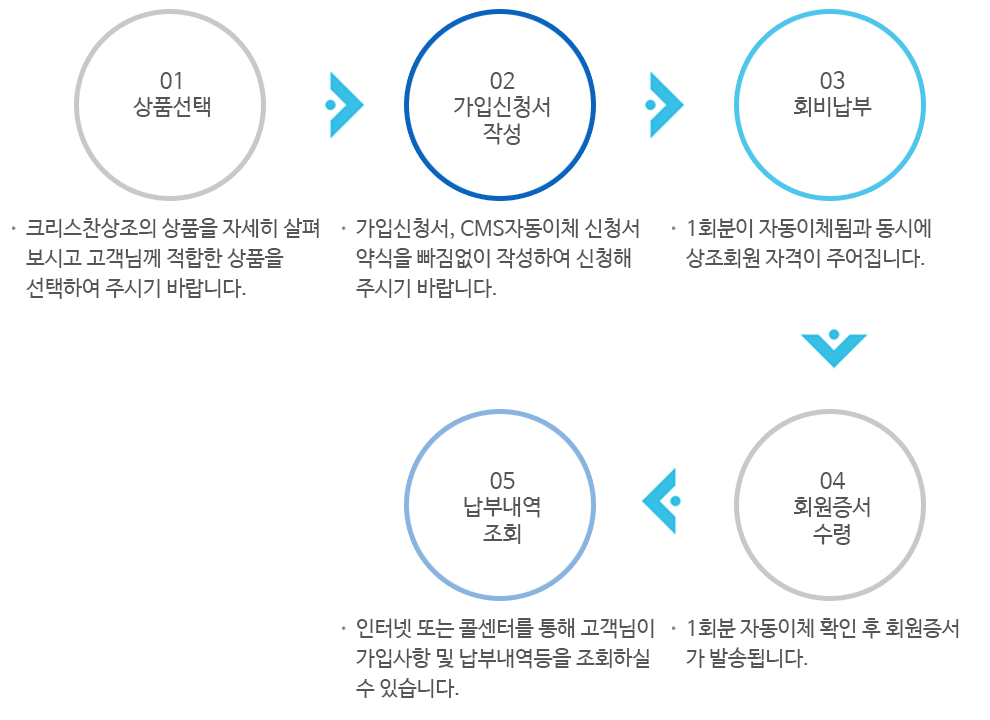 01
상품선택
· 크리스찬상조의 상품을 자세히 살펴
보시고 고객님께 적합한 상품을
선택하여 주시기 바랍니다.
02
가입신청서
작성
· 가입신청서, CMS자동이체 신청서
약식을 빠짐없이 작성하여 신청해
주시기 바랍니다.
03
회비납부
· 1회분이 자동이체됨과 동시에
상조회원 자격이 주어집니다.
04
회원증서
수령
· 1회분 자동이체 확인 후 회원증서
가 발송됩니다.
05
납부내역
조회
· 인터넷 또는 콜센터를 통해 고객님이
가입사항 및 납부내역등을 조회하실
수 있습니다.